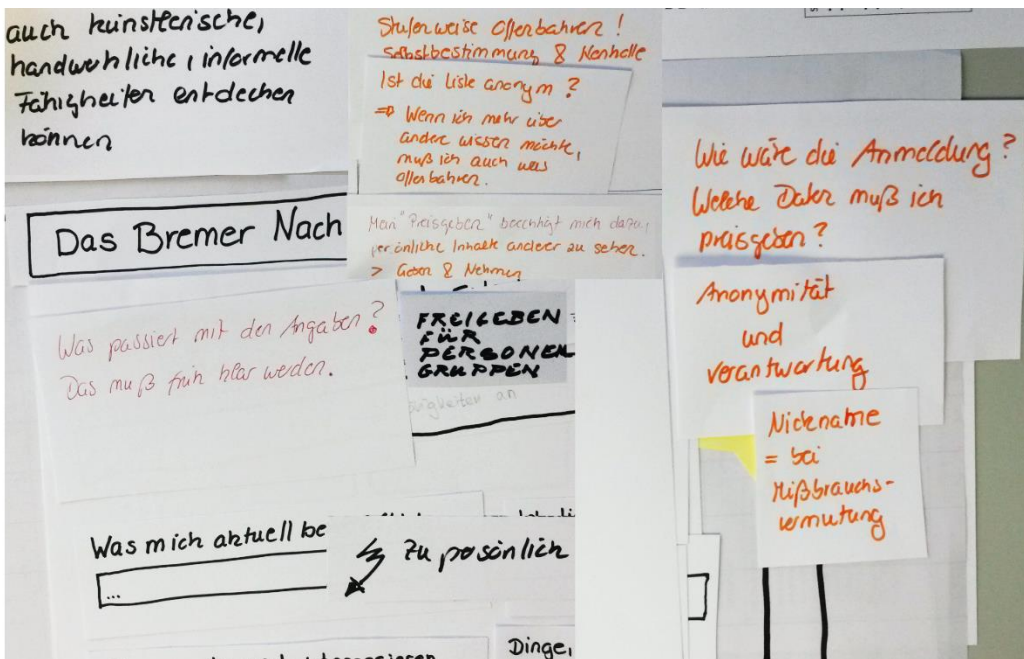 auch künstlerische,
handwerkliche, informelle
Fähigkeiten entdecken
können
Das Bremer Nach
Stufenweise Offenbahren!
Selbstbestimmung &
Ist die Liste anonym?
=> Wenn ich mehr über
andere wissen möchte,
muß ich auch was
offenbahren.
Mein "Preisgeben" berechtigt mich dazu,
persönliche Inhalte anderer zu sehen.
> Geben & Nehmen
Was passiert mit den Angaben?
Das muß früh klar werden.
FREIGEBEN
FÜR
PERSONEN
GRUPPEN
igkeiten an
Was mich aktuell be
...
Zu persönlich
Dinge,
Wie wäre die Anmeldung?
Welche Daten muß ich
preisgeben?
Anonymität
und
verantwortung
Nickname
= bei
Mißbrauchs-
vermutung